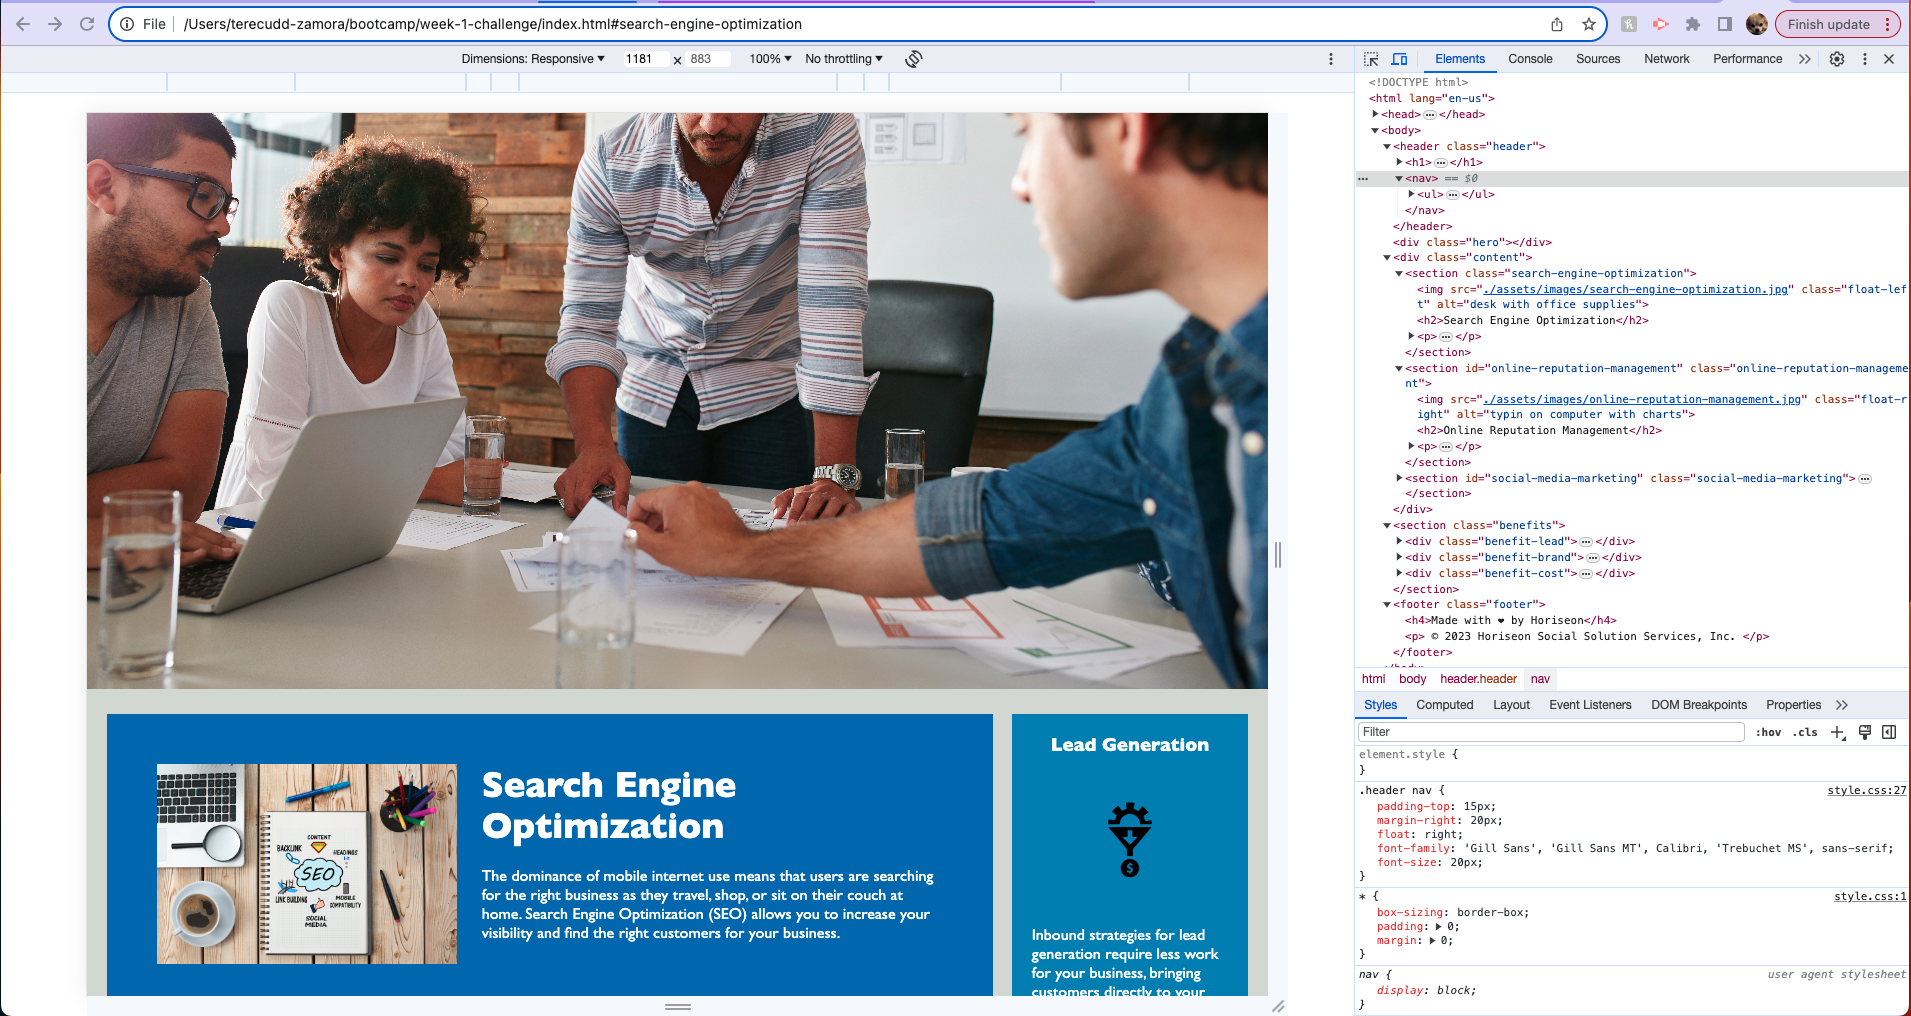 File /Users/terecudd-zamora/bootcamp/week-1-challenge/index.html#search-engine-optimization
Finish update
Dimensions: Responsive 1181 x 883 100% No throttling
Elements Console Sources Network Performance
<!DOCTYPE html>
<html lang="en-us">
<head> … </head>
<body>
<header class="header">
<h1> … </h1>
<nav> == $0
<ul> … </ul>
</nav>
</header>
<div class="hero"></div>
<div class="content">
<section class="search-engine-optimization">
<img src="./assets/images/search-engine-optimization.jpg" class="float-lef
t" alt="desk with office supplies">
<h2>Search Engine Optimization</h2>
<p> … </p>
</section>
<section id="online-reputation-management" class="online-reputation-manageme
nt">
<img src="./assets/images/online-reputation-management.jpg" class="float-r
ight" alt="typin on computer with charts">
<h2>Online Reputation Management</h2>
<p> … </p>
</section>
<section id="social-media-marketing" class="social-media-marketing"> …
</section>
</div>
<section class="benefits">
<div class="benefit-lead"> … </div>
<div class="benefit-brand"> … </div>
<div class="benefit-cost"> … </div>
</section>
<footer class="footer">
<h4>Made with ❤ by Horiseon</h4>
<p> © 2023 Horiseon Social Solution Services, Inc. </p>
</footer>
</body>
html body header.header nav
Styles Computed Layout Event Listeners DOM Breakpoints Properties
Filter :hov .cls
element.style {
}
.header nav { style.css:27
padding-top: 15px;
margin-right: 20px;
float: right;
font-family: 'Gill Sans', 'Gill Sans MT', Calibri, 'Trebuchet MS', sans-serif;
font-size: 20px;
}
* { style.css:1
box-sizing: border-box;
padding: 0;
margin: 0;
}
nav { user agent stylesheet
display: block;
}
Search Engine
Optimization
The dominance of mobile internet use means that users are searching
for the right business as they travel, shop, or sit on their couch at
home. Search Engine Optimization (SEO) allows you to increase your
visibility and find the right customers for your business.
CONTENT
BACKLINK
HEADINGS
SEO
LINK BUILDING
MOBILE
COMPATIBILITY
SOCIAL
MEDIA
Lead Generation
$
Inbound strategies for lead
generation require less work
for your business, bringing
customers directly to your